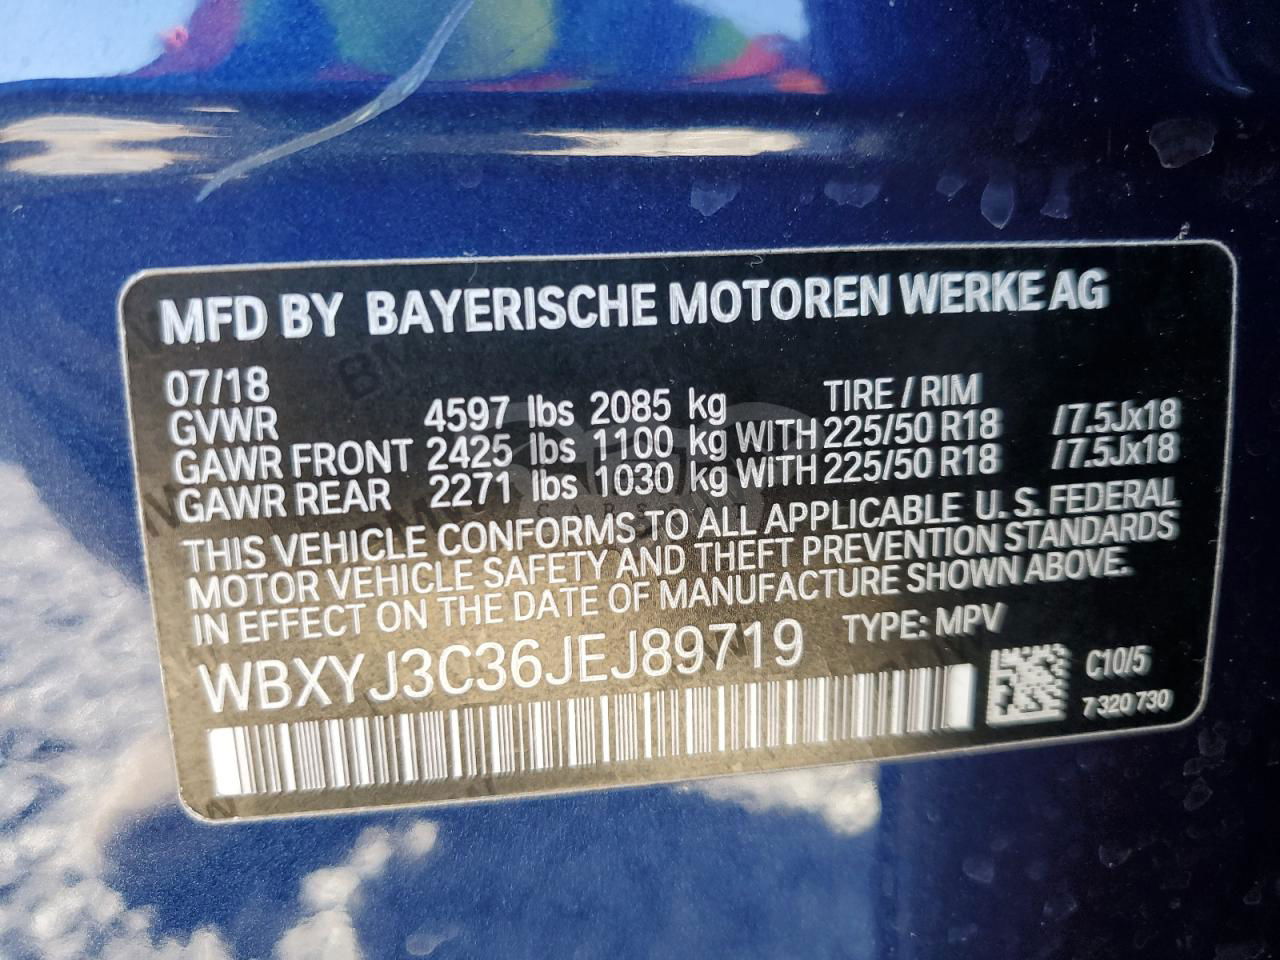 MFD BY BAYERISCHE MOTOREN WERKE AG
07/18
GVWR 4597 lbs 2085 kg TIRE / RIM
GAWR FRONT 2425 lbs 1100 kg WITH 225/50 R18 /7.5Jx18
GAWR REAR 2271 lbs 1030 kg WITH 225/50 R18 /7.5Jx18
THIS VEHICLE CONFORMS TO ALL APPLICABLE U.S. FEDERAL
MOTOR VEHICLE SAFETY AND THEFT PREVENTION STANDARDS
IN EFFECT ON THE DATE OF MANUFACTURE SHOWN ABOVE.
WBXYJ3C36JEJ89719 TYPE: MPV
C10/5
7 320 730